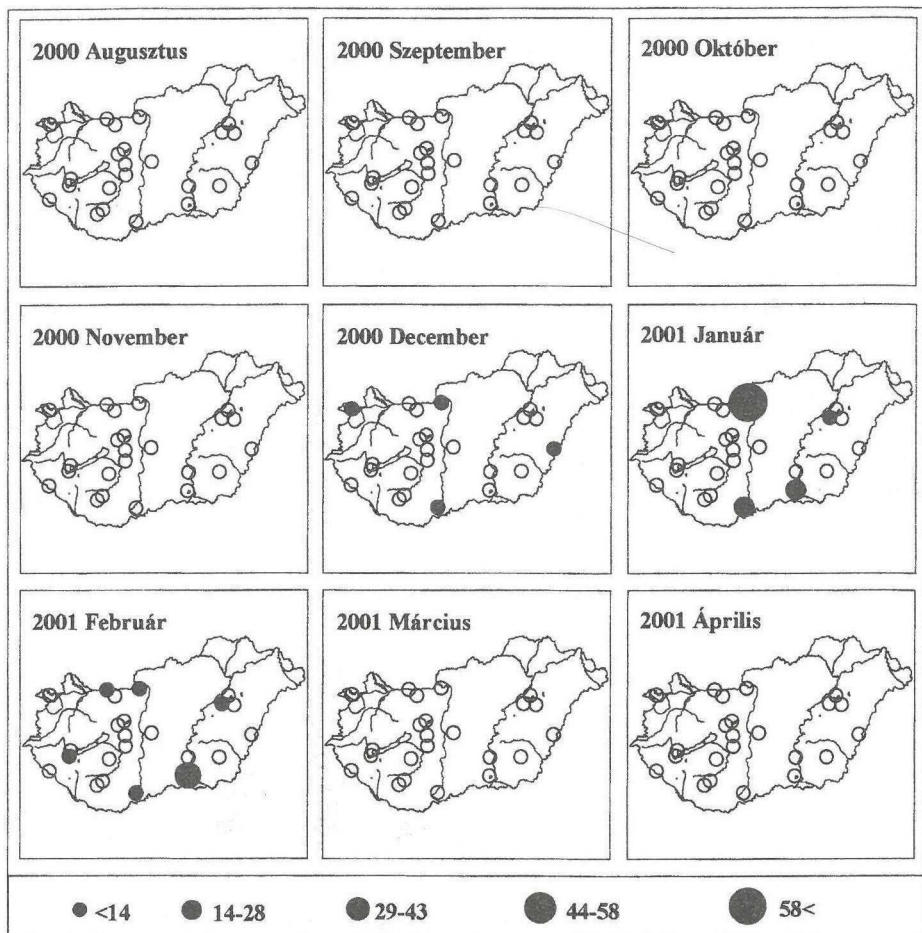 2000 Augusztus
2000 Szeptember
2000 Október
2000 November
2000 December
2001 Január
2001 Február
2001 Március
2001 Április
<14
14-28
29-43
44-58
58<